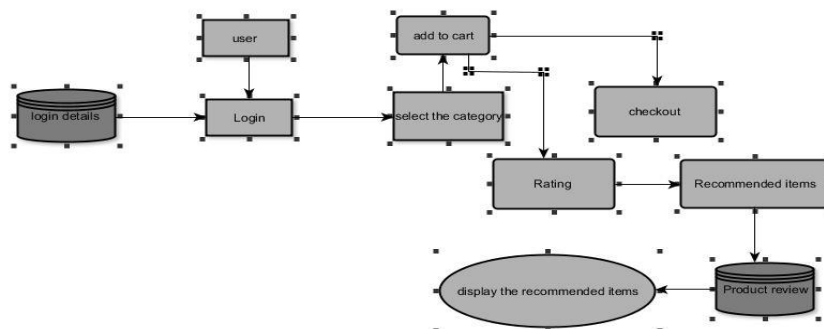 user
add to cart
login details
Login
select the category
checkout
Rating
Recommended items
display the recommended items
Product review